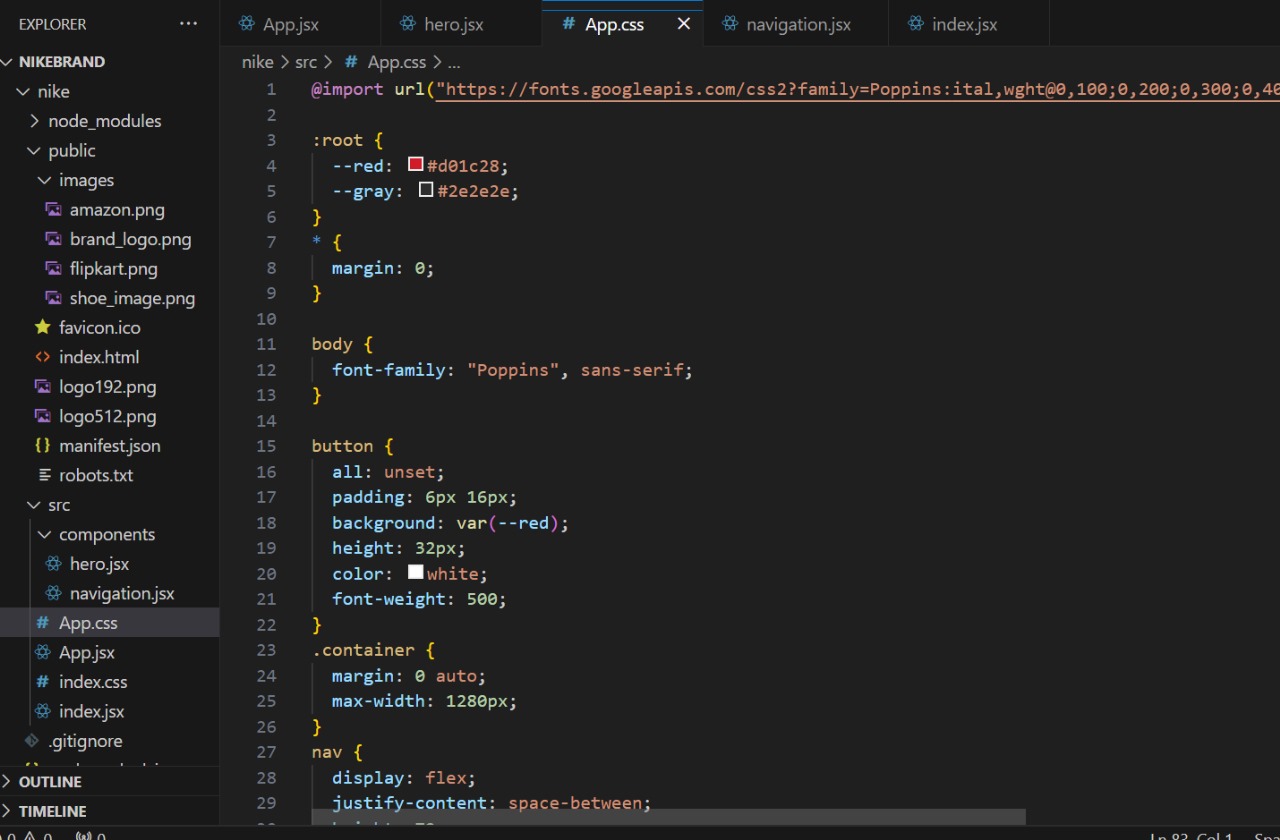 EXPLORER
NIKEBRAND
nike
node_modules
public
images
amazon.png
brand_logo.png
flipkart.png
shoe_image.png
favicon.ico
index.html
logo192.png
logo512.png
manifest.json
robots.txt
src
components
hero.jsx
navigation.jsx
App.css
App.jsx
index.css
index.jsx
.gitignore
OUTLINE
TIMELINE
App.jsx hero.jsx # App.css navigation.jsx index.jsx
nike > src > # App.css > ...
1 @import url("https://fonts.googleapis.com/css2?family=Poppins:ital,wght@0,100;0,200;0,300;0,40
2
3 :root {
4 --red: #d01c28;
5 --gray: #2e2e2e;
6 }
7 * {
8 margin: 0;
9 }
10
11 body {
12 font-family: "Poppins", sans-serif;
13 }
14
15 button {
16 all: unset;
17 padding: 6px 16px;
18 background: var(--red);
19 height: 32px;
20 color: white;
21 font-weight: 500;
22 }
23 .container {
24 margin: 0 auto;
25 max-width: 1280px;
26 }
27 nav {
28 display: flex;
29 justify-content: space-between;
0 0 0
Ln 83, Col 1